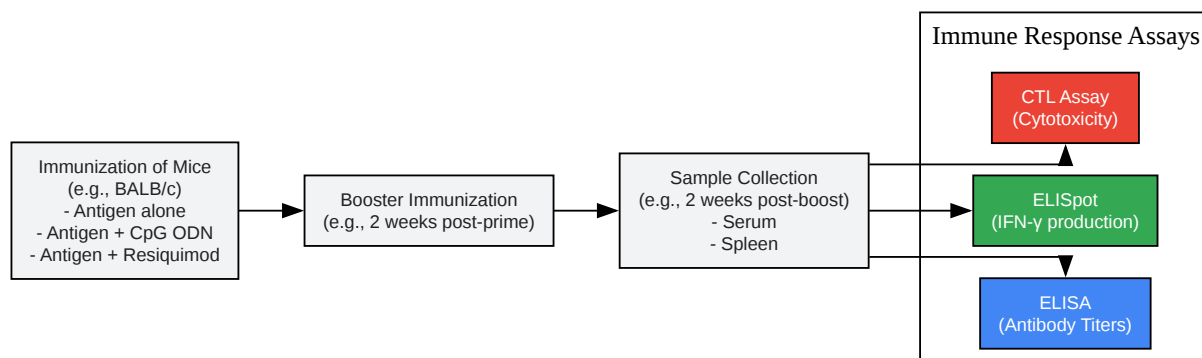 Immunization of Mice
(e.g., BALB/c)
- Antigen alone
- Antigen + CpG ODN
- Antigen + Resiquimod
Booster Immunization
(e.g., 2 weeks post-prime)
Sample Collection
(e.g., 2 weeks post-boost)
- Serum
- Spleen
Immune Response Assays
CTL Assay
(Cytotoxicity)
ELISpot
(IFN-γ production)
ELISA
(Antibody Titers)